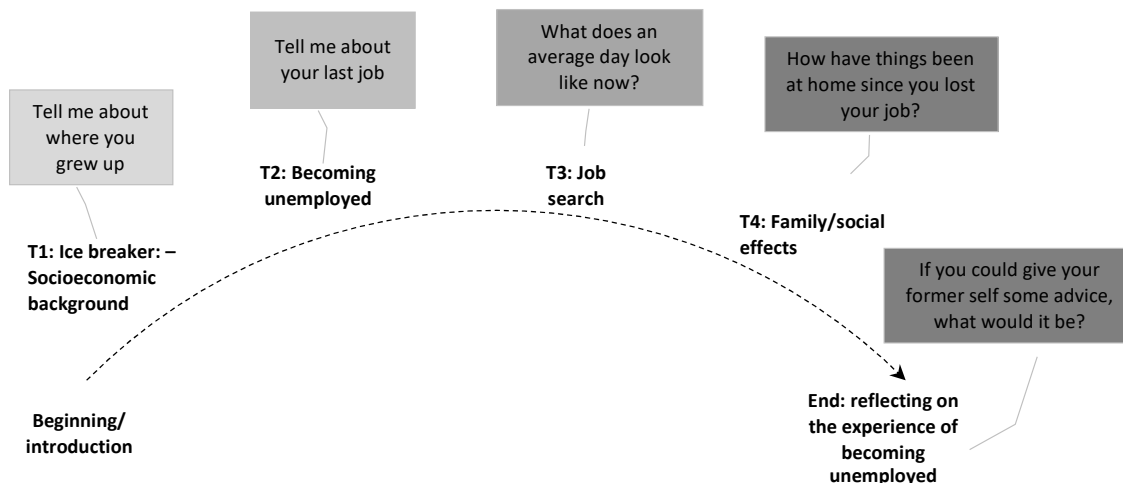 Tell me about
where you
grew up
T1: Ice breaker: –
Socioeconomic
background
Tell me about
your last job
T2: Becoming
unemployed
What does an
average day look
like now?
T3: Job
search
How have things been
at home since you lost
your job?
T4: Family/social
effects
If you could give your
former self some advice,
what would it be?
Beginning/
introduction
End: reflecting on
the experience of
becoming
unemployed